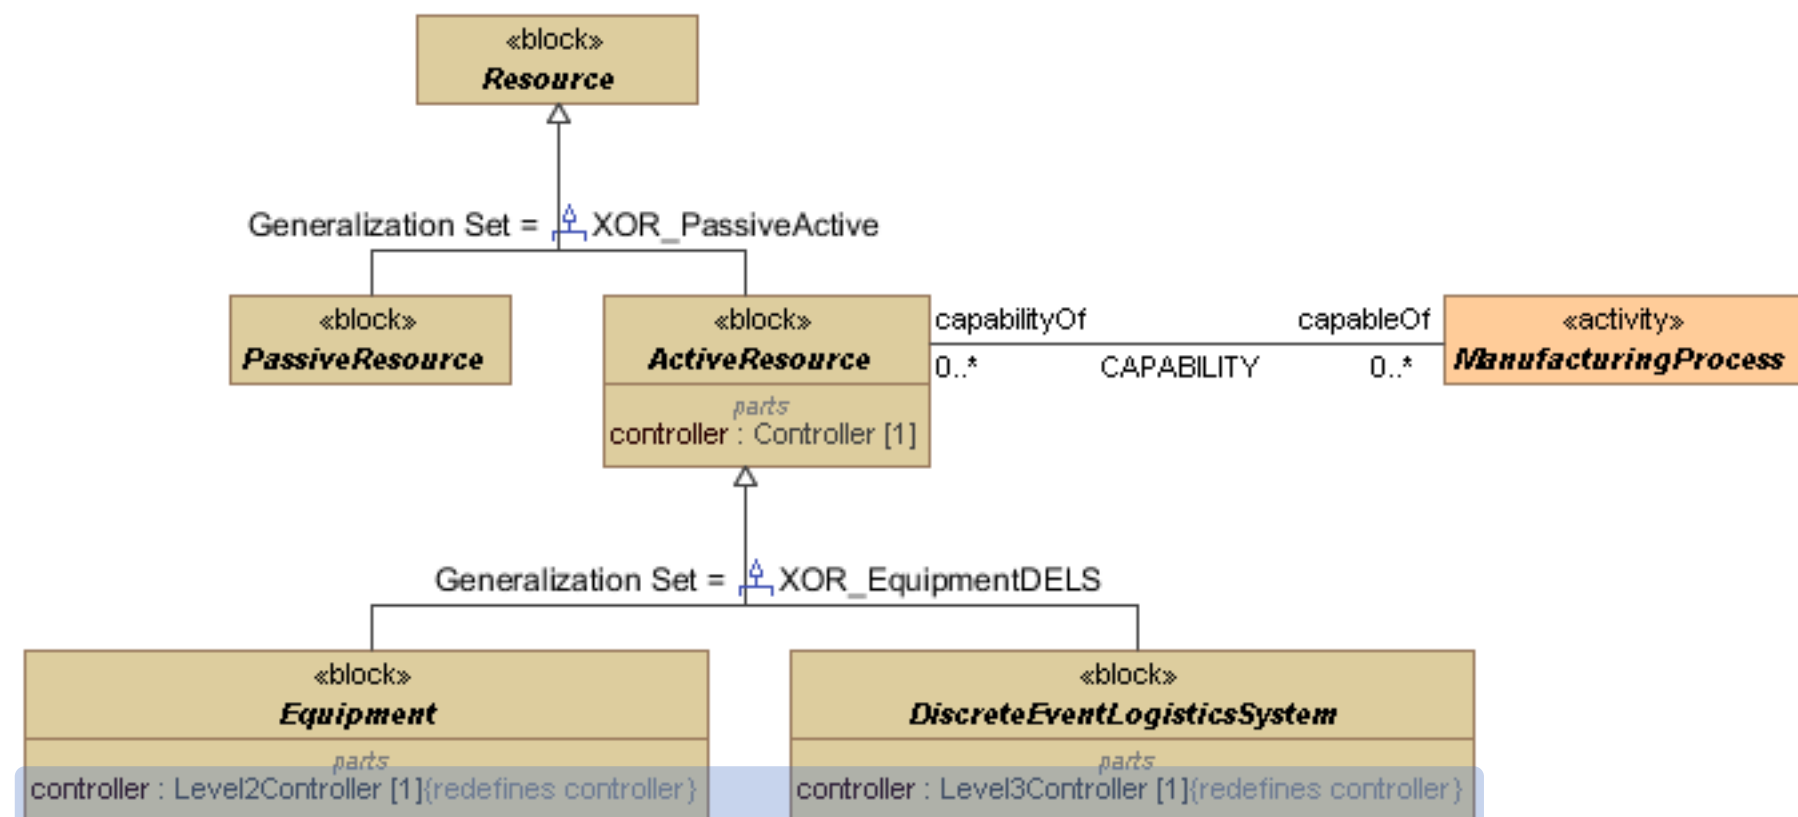 «block»
Resource
Generalization Set = XOR_PassiveActive
«block»
PassiveResource
«block»
ActiveResource
parts
controller : Controller [1]
capabilityOf
capableOf
0..*
CAPABILITY
0..*
«activity»
ManufacturingProcess
Generalization Set = XOR_EquipmentDELS
«block»
Equipment
parts
controller : Level2Controller [1]{redefines controller}
«block»
DiscreteEventLogisticsSystem
parts
controller : Level3Controller [1]{redefines controller}